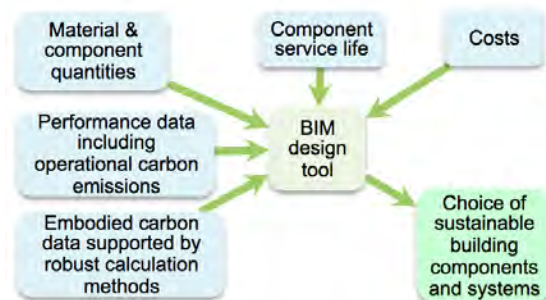 Material &
component
quantities
Component
service life
Costs
Performance data
including
operational carbon
emissions
BIM
design
tool
Embodied carbon
data supported by
robust calculation
methods
Choice of
sustainable
building
components
and systems